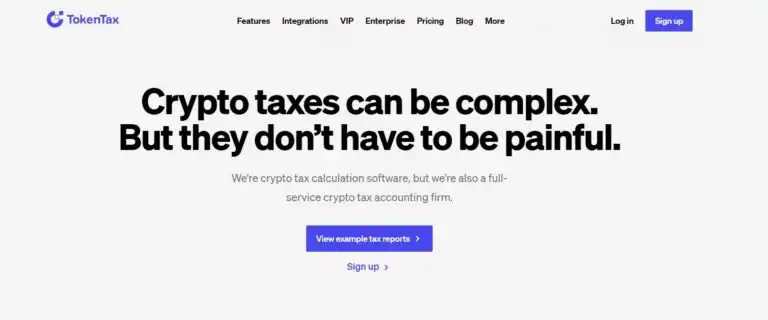 TokenTax
Features Integrations VIP Enterprise Pricing Blog More
Log in
Sign up
Crypto taxes can be complex.
But they don't have to be painful.
We're crypto tax calculation software, but we're also a full-
service crypto tax accounting firm.
View example tax reports
Sign up